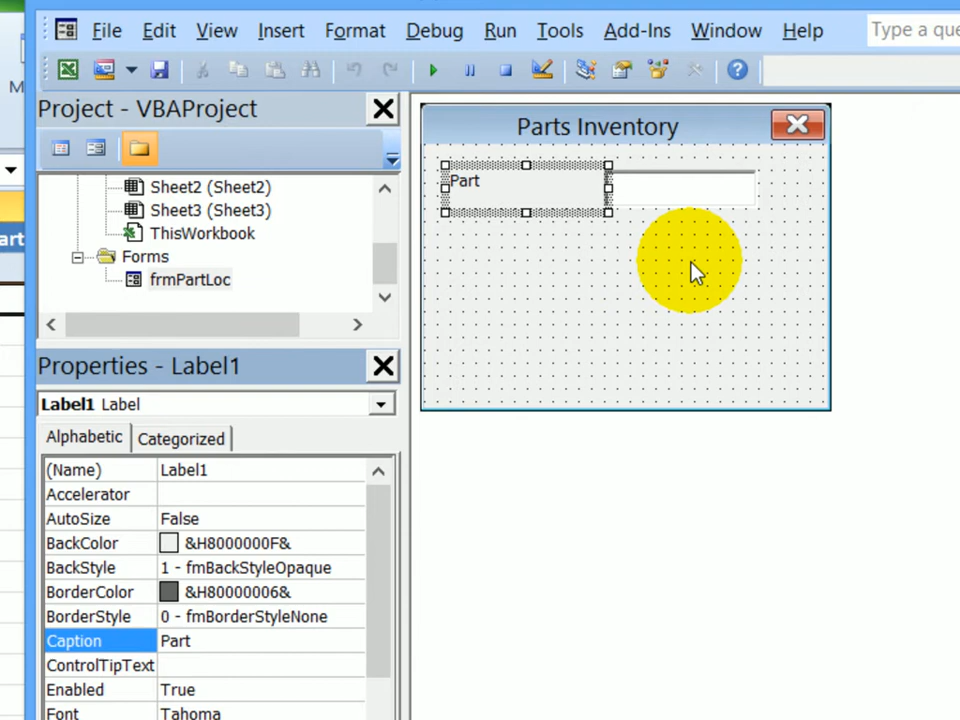 File Edit View Insert Format Debug Run Tools Add-Ins Window Help Type a que
Project - VBAProject
Sheet2 (Sheet2)
Sheet3 (Sheet3)
ThisWorkbook
Forms
frmPartLoc
Properties - Label1
Label1 Label
Alphabetic Categorized
(Name) Label1
Accelerator
AutoSize False
BackColor &H8000000F&
BackStyle 1 - fmBackStyleOpaque
BorderColor &H80000006&
BorderStyle 0 - fmBorderStyleNone
Caption Part
ControlTipText
Enabled True
Font Tahoma
Parts Inventory
Part
M
art